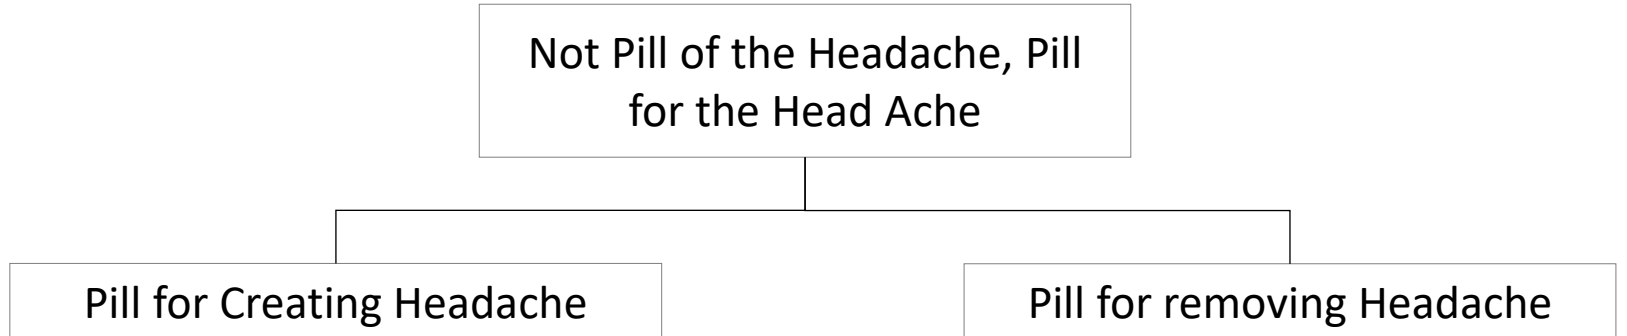 Not Pill of the Headache, Pill
for the Head Ache
Pill for Creating Headache
Pill for removing Headache